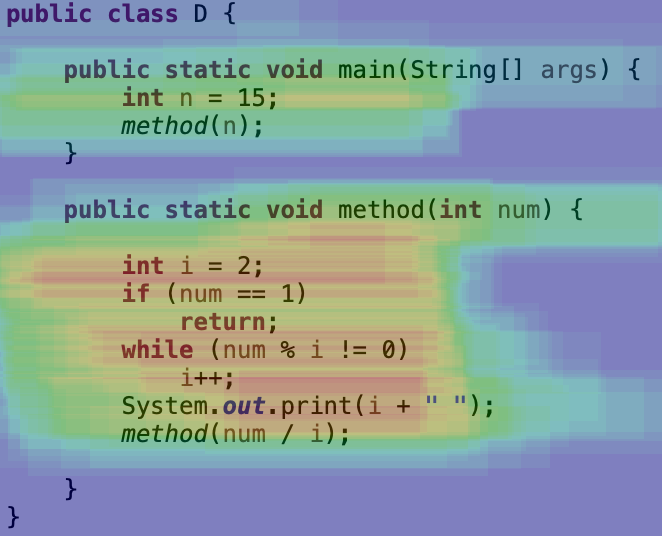 public class D {
    public static void main(String[] args) {
        int n = 15;
        method(n);
    }
    public static void method(int num) {
        int i = 2;
        if (num == 1)
            return;
        while (num % i != 0)
            i++;
        System.out.print(i + " ");
        method(num / i);
    }
}